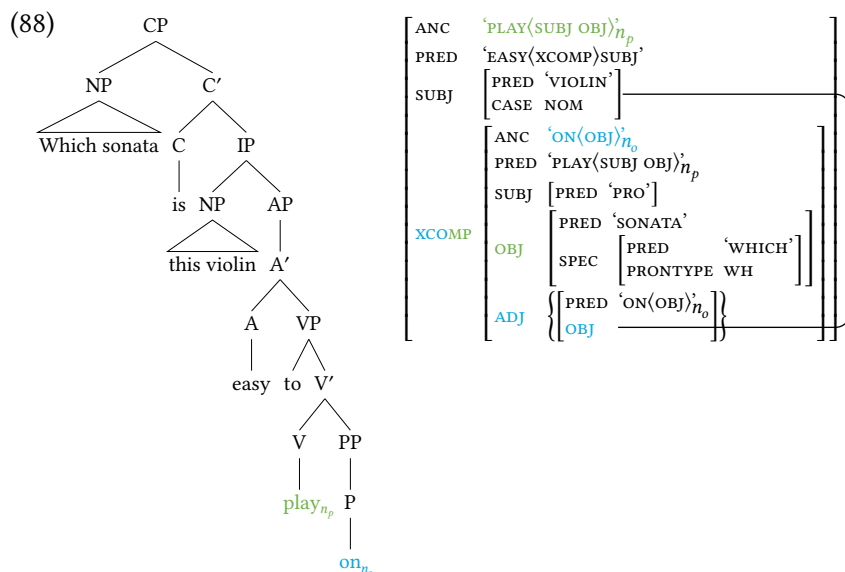 (88)
CP
NP C′
Which sonata C IP
is NP AP
this violin A′
A VP
easy to V′
V PP
play_{n_p} P
on_{n_}
ANC ‘PLAY⟨SUBJ OBJ⟩’_{n_p}
PRED ‘EASY⟨XCOMP⟩SUBJ’
SUBJ [PRED ‘VIOLIN’
CASE NOM]
XCOMP [ANC ‘ON⟨OBJ⟩’_{n_o}
PRED ‘PLAY⟨SUBJ OBJ⟩’_{n_p}
SUBJ [PRED ‘PRO’]
OBJ [PRED ‘SONATA’
SPEC [PRED ‘WHICH’
PRONTYPE WH]]
ADJ {[PRED ‘ON⟨OBJ⟩’_{n_o}
OBJ]}]